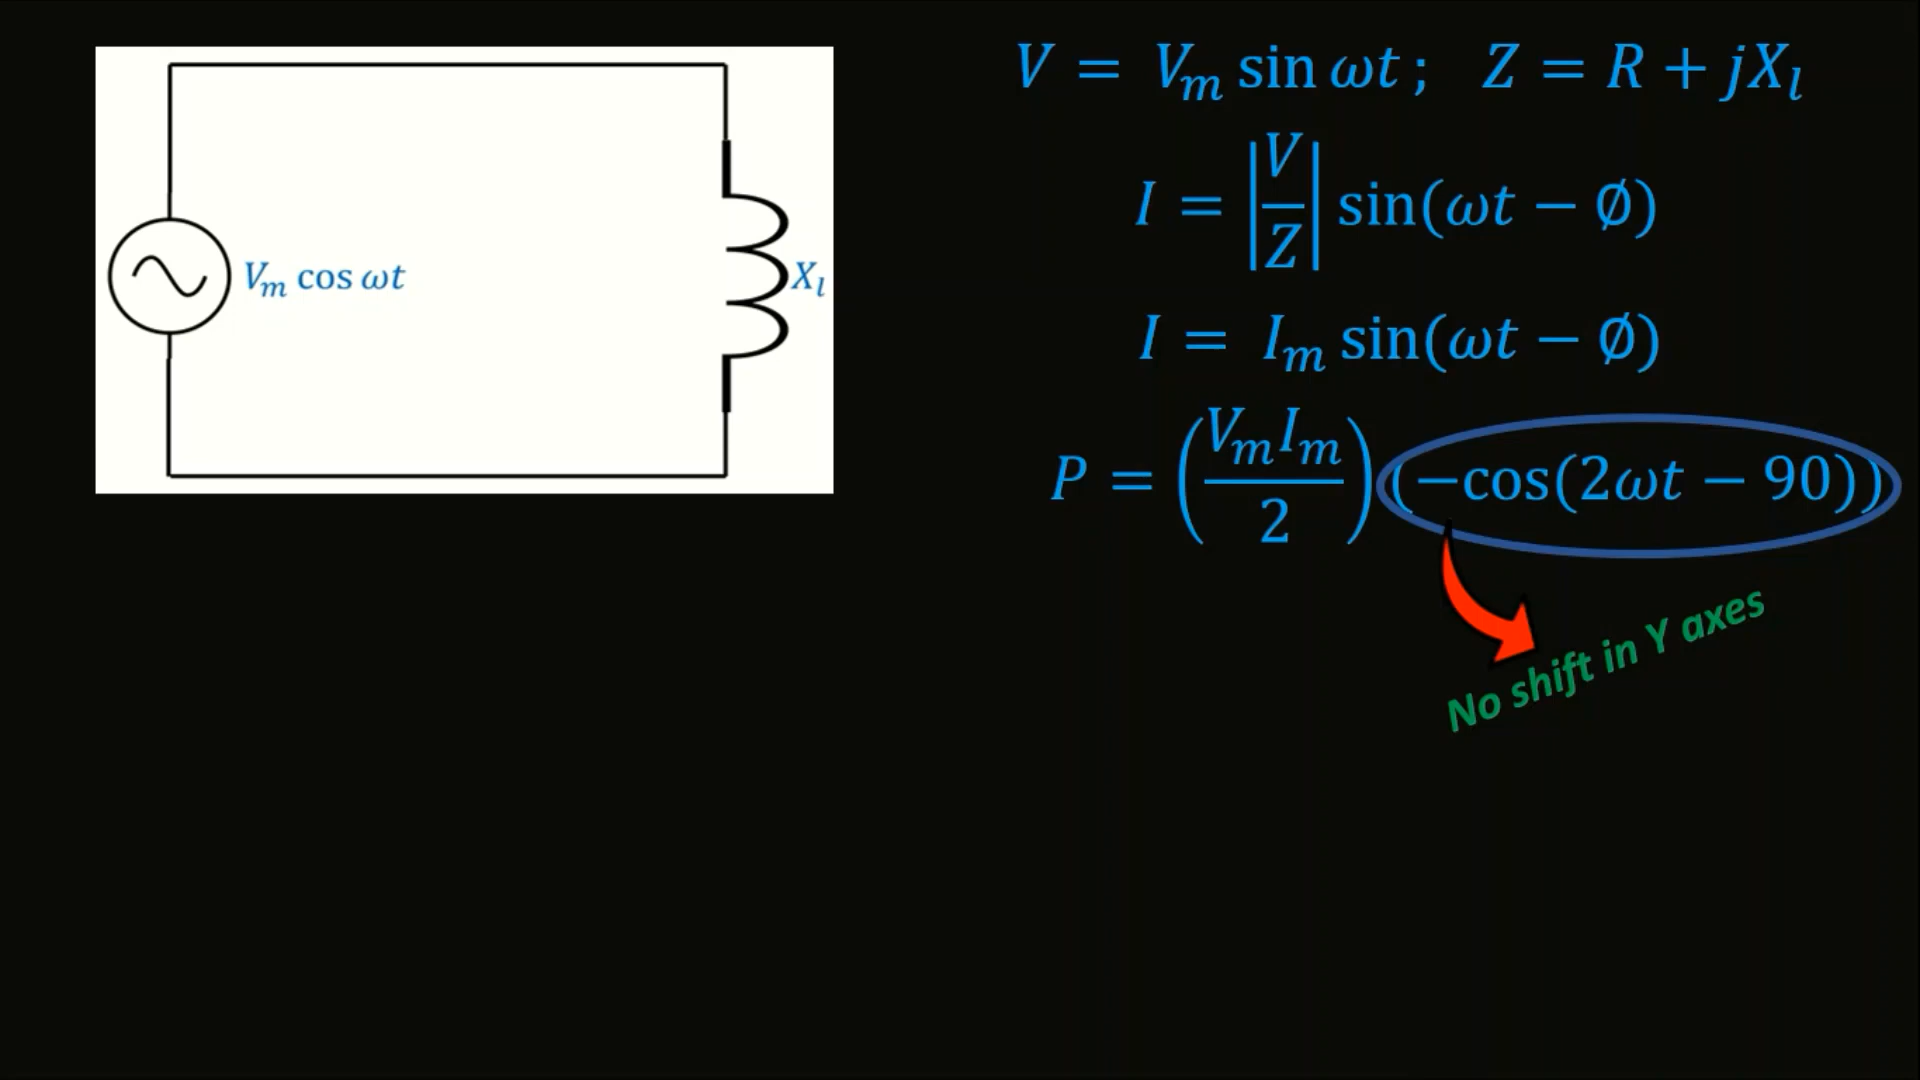 V = Vₘ sin ωt ; Z = R + jXₗ
I = |V/Z| sin(ωt − ∅)
I = Iₘ sin(ωt − ∅)
P = (VₘIₘ/2) (−cos(2ωt − 90))
No shift in Y axes
Vₘ cos ωt
Xₗ